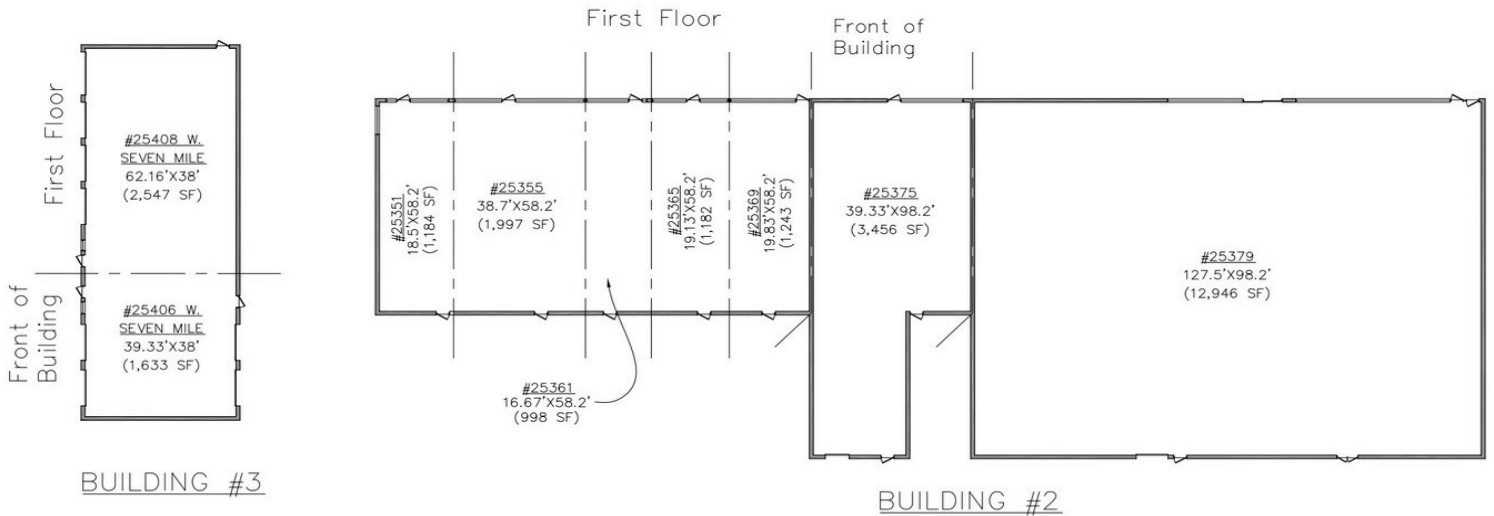 First Floor
Front of
Building
#25408 W.
SEVEN MILE
62.16'X38'
(2,547 SF)
#25406 W.
SEVEN MILE
39.33'X38'
(1,633 SF)
BUILDING #3
First Floor
Front of
Building
#25351
18.5'X58.2'
(1,184 SF)
#25355
38.7'X58.2'
(1,997 SF)
#25361
16.67'X58.2'
(998 SF)
#25365
19.13'X58.2'
(1,182 SF)
#25369
19.83'X58.2'
(1,243 SF)
#25375
39.33'X98.2'
(3,456 SF)
#25379
127.5'X98.2'
(12,946 SF)
BUILDING #2